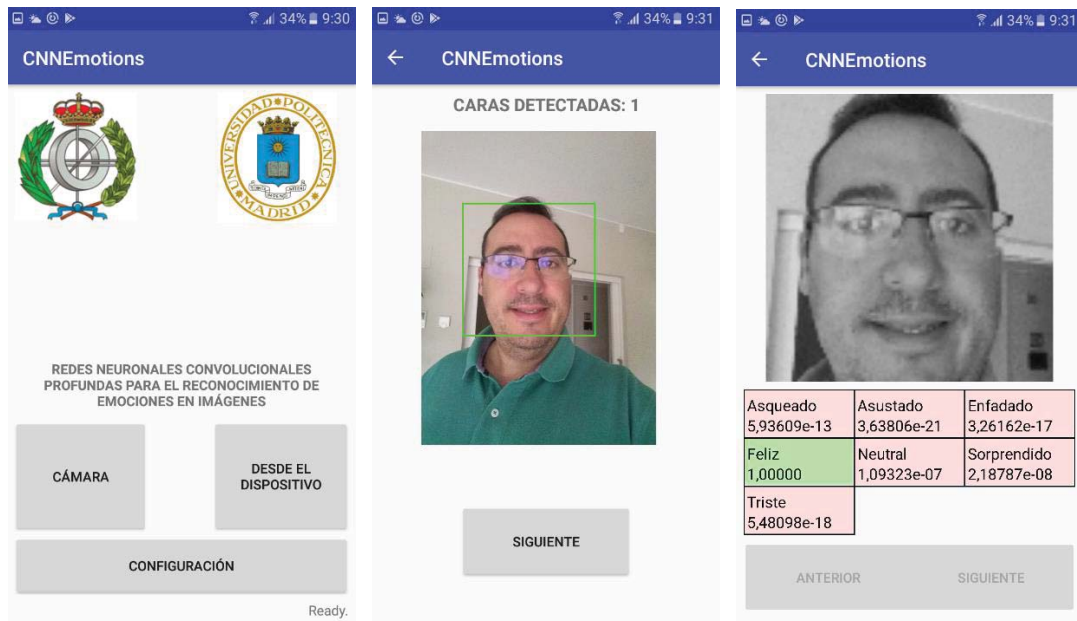 34% 9:30
CNNEmotions
UNIVERSIDAD POLITECNICA
MADRID
REDES NEURONALES CONVOLUCIONALES
PROFUNDAS PARA EL RECONOCIMIENTO DE
EMOCIONES EN IMÁGENES
CÁMARA
DESDE EL
DISPOSITIVO
CONFIGURACIÓN
Ready.
34% 9:31
CNNEmotions
CARAS DETECTADAS: 1
SIGUIENTE
34% 9:31
CNNEmotions
Asqueado Asustado Enfadado
5,93609e-13 3,63806e-21 3,26162e-17
Feliz Neutral Sorprendido
1,00000 1,09323e-07 2,18787e-08
Triste
5,48098e-18
ANTERIOR SIGUIENTE